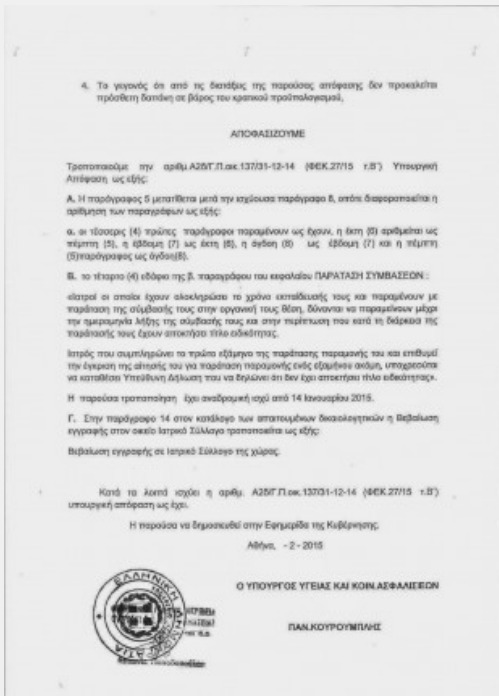 4. Το γεγονός ότι από τις διατάξεις της παρούσας απόφασης δεν προκαλείται
πρόσθετη δαπάνη σε βάρος του κρατικού προϋπολογισμού,
ΑΠΟΦΑΣΙΖΟΥΜΕ
Τροποποιούμε την αριθμ.Α2δ/Γ.Π.οικ.137/31-12-14 (ΦΕΚ.27/15 τ.Β΄) Υπουργική
Απόφαση ως εξής:
Α. Η παράγραφος 5 μετατίθεται μετά την ισχύουσα παράγραφο 8, οπότε διαφοροποιείται η
αρίθμηση των παραγράφων ως εξής:
α. οι τέσσερις (4) πρώτες παράγραφοι παραμένουν ως έχουν, η έκτη (6) αριθμείται ως
πέμπτη (5), η έβδομη (7) ως έκτη (6), η όγδοη (8) ως έβδομη (7) και η πέμπτη
(5)παράγραφος ως όγδοη(8).
Β. το τέταρτο (4) εδάφιο της β. παραγράφου του κεφαλαίου ΠΑΡΑΤΑΣΗ ΣΥΜΒΑΣΕΩΝ :
«Ιατροί οι οποίοι έχουν ολοκληρώσει το χρόνο εκπαίδευσής τους και παραμένουν με
παράταση της σύμβασής τους στην οργανική τους θέση, δύνανται να παραμείνουν μέχρι
την ημερομηνία λήξης της σύμβασής τους και στην περίπτωση που κατά τη διάρκεια της
παράτασής τους έχουν αποκτήσει τίτλο ειδικότητας.
Ιατρός που συμπληρώνει το πρώτο εξάμηνο της παράτασης παραμονής του και επιθυμεί
την έγκριση της αίτησής του για παράταση παραμονής ενός εξαμήνου ακόμη, υποχρεούται
να καταθέσει Υπεύθυνη Δήλωση που να δηλώνει ότι δεν έχει αποκτήσει τίτλο ειδικότητας».
Η παρούσα τροποποίηση έχει αναδρομική ισχύ από 14 Ιανουαρίου 2015.
Γ. Στην παράγραφο 14 στον κατάλογο των απαιτουμένων δικαιολογητικών η Βεβαίωση
εγγραφής στον οικείο Ιατρικό Σύλλογο τροποποιείται ως εξής:
Βεβαίωση εγγραφής σε Ιατρικό Σύλλογο της χώρας.
Κατά τα λοιπά ισχύει η αριθμ. Α2δ/Γ.Π.οικ.137/31-12-14 (ΦΕΚ.27/15 τ.Β΄)
υπουργική απόφαση ως έχει.
Η παρούσα να δημοσιευθεί στην Εφημερίδα της Κυβέρνησης.
Αθήνα, - 2 - 2015
Ο ΥΠΟΥΡΓΟΣ ΥΓΕΙΑΣ ΚΑΙ ΚΟΙΝ.ΑΣΦΑΛΙΣΕΩΝ
ΠΑΝ.ΚΟΥΡΟΥΜΠΛΗΣ
ΕΛΛΗΝΙΚΗ